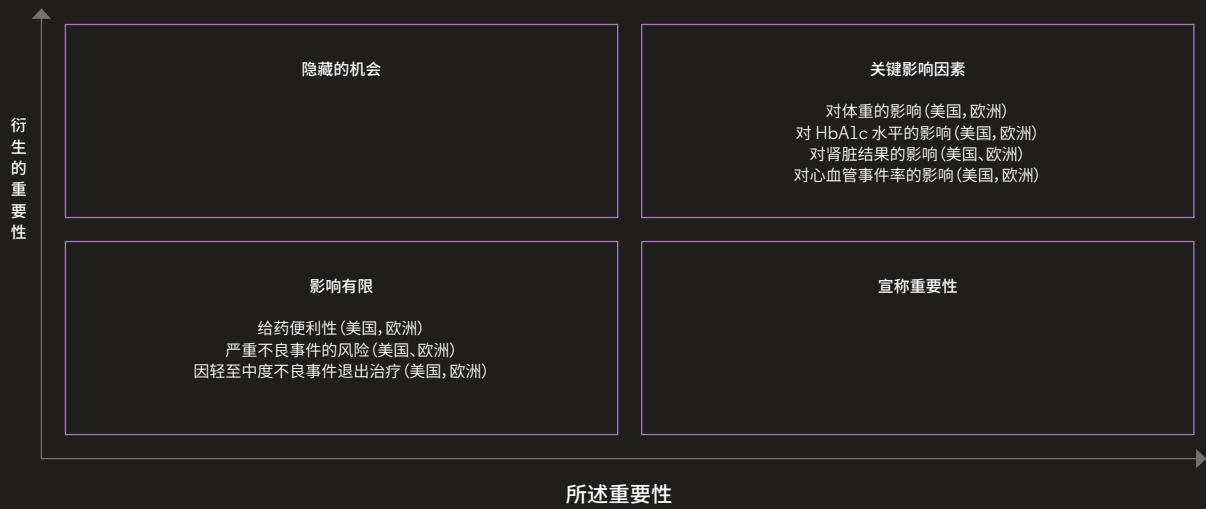 衍生的重要性
隐藏的机会
关键影响因素
对体重的影响(美国,欧洲)
对 HbA1c 水平的影响(美国,欧洲)
对肾脏结果的影响(美国、欧洲)
对心血管事件率的影响(美国,欧洲)
影响有限
给药便利性(美国,欧洲)
严重不良事件的风险(美国、欧洲)
因轻至中度不良事件退出治疗(美国,欧洲)
宣称重要性
所述重要性